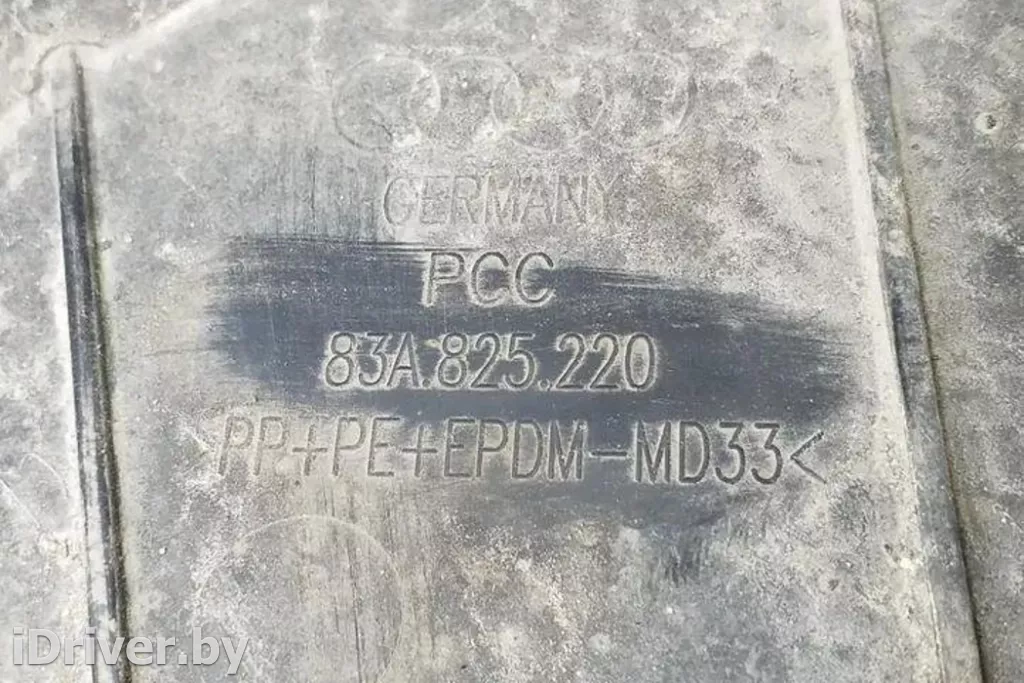 GERMANY
PCC
83A.825.220
>PP+PE+EPDM-MD33<
iDriver.by